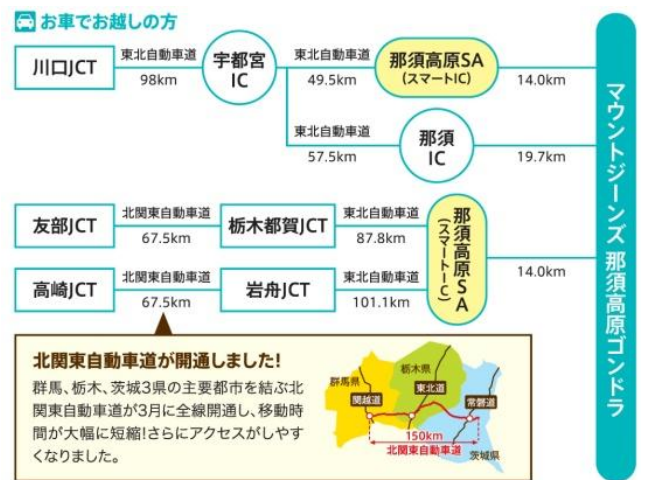 お車でお越しの方
川口JCT
東北自動車道
98km
宇都宮
IC
東北自動車道
49.5km
那須高原SA
(スマートIC)
14.0km
東北自動車道
57.5km
那須
IC
19.7km
友部JCT
北関東自動車道
67.5km
栃木都賀JCT
東北自動車道
87.8km
高崎JCT
北関東自動車道
67.5km
岩舟JCT
東北自動車道
101.1km
那須高原SA
(スマートIC)
14.0km
マウントジーンズ 那須高原ゴンドラ
北関東自動車道が開通しました!
群馬、栃木、茨城3県の主要都市を結ぶ北
関東自動車道が3月に全線開通し、移動時
間が大幅に短縮!さらにアクセスがしやす
くなりました。
群馬県
栃木県
関越道
東北道
常磐道
150km
北関東自動車道
茨城県